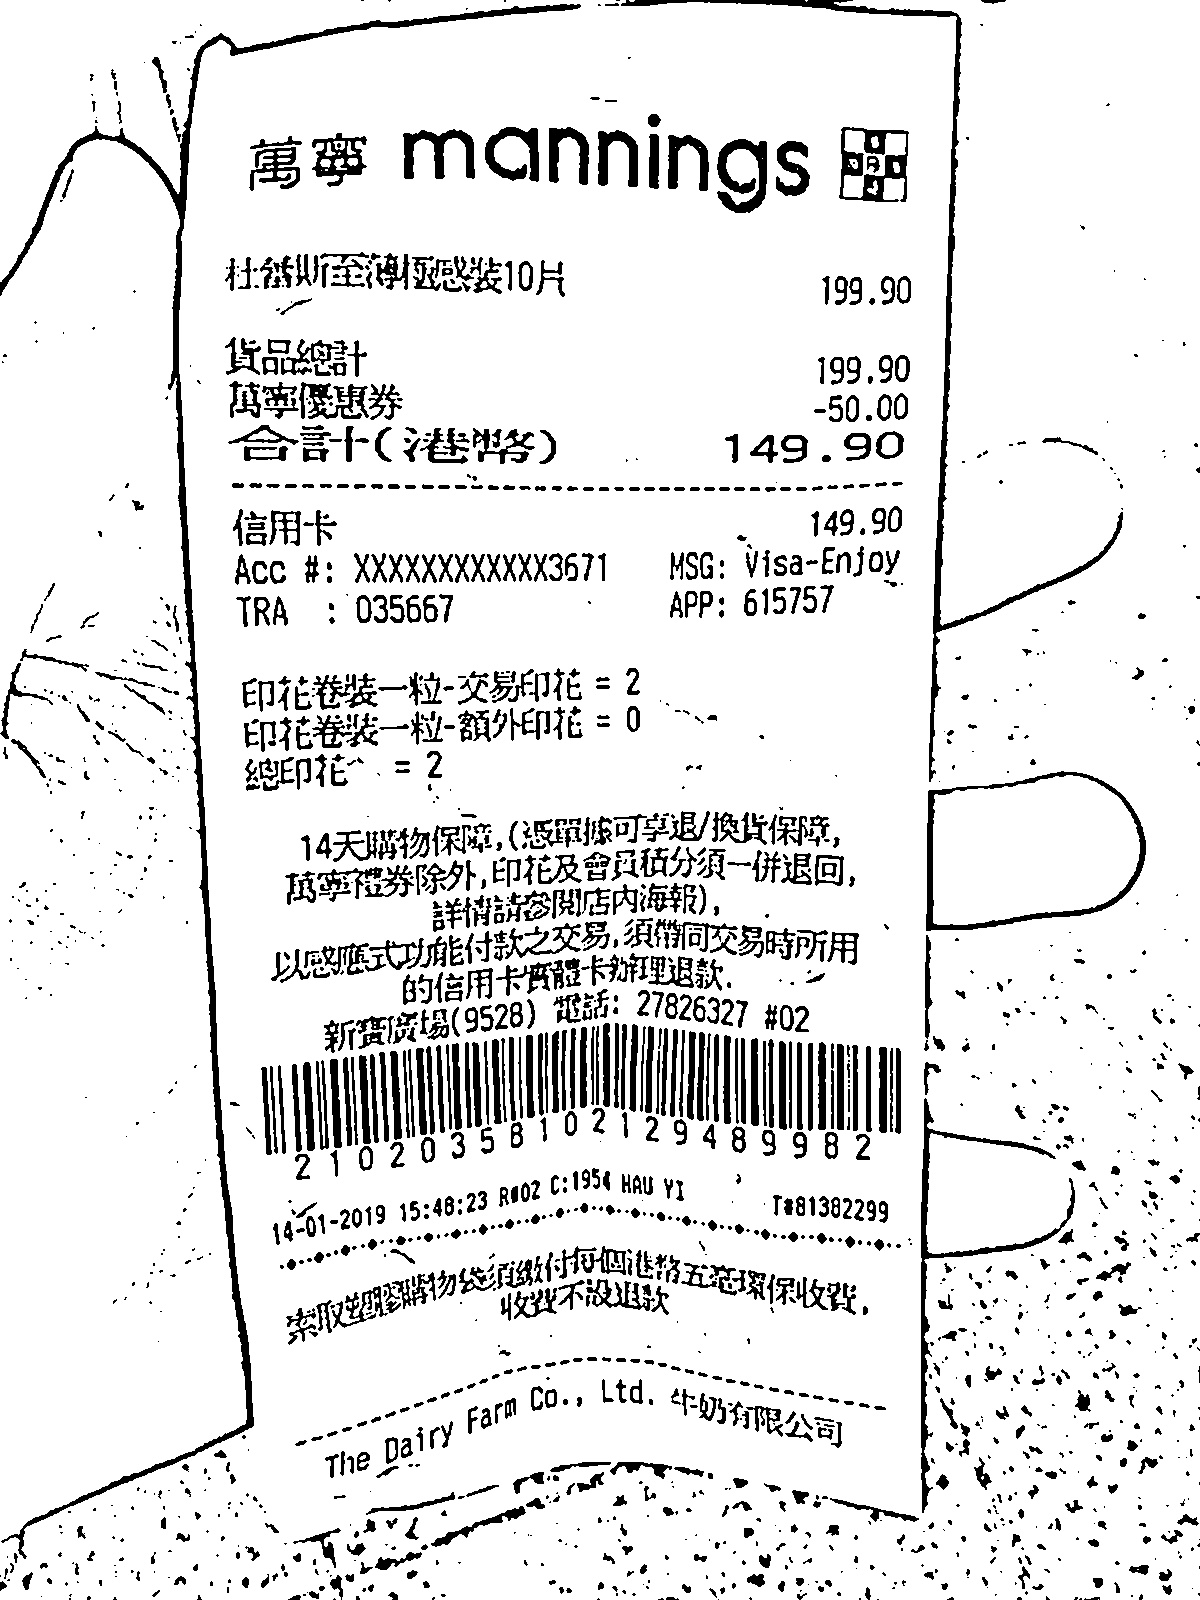 萬寧 mannings
杜蕾斯至薄極感裝10片 199.90
貨品總計 199.90
萬寧優惠券 -50.00
合計(港幣) 149.90
信用卡 149.90
Acc #: XXXXXXXXXXXX3671 MSG: Visa-Enjoy
TRA : 035667 APP: 615757
印花卷裝一粒-交易印花 = 2
印花卷裝一粒-額外印花 = 0
總印花 = 2
14天購物保障,(憑單據可享退/換貨保障,
萬寧禮券除外,印花及會員積分須一併退回,
詳情請參閱店內海報),
以感應式功能付款之交易,須帶同交易時所用
的信用卡實體卡辦理退款.
新寶廣場(9528) 電話: 27826327 #02
2102035810212948 9982
14-01-2019 15:48:23 R#02 C:1954 HAU YI T#81382299
索取塑膠購物袋須繳付每個港幣五毫環保收費,
收費不設退款
The Dairy Farm Co., Ltd. 牛奶有限公司